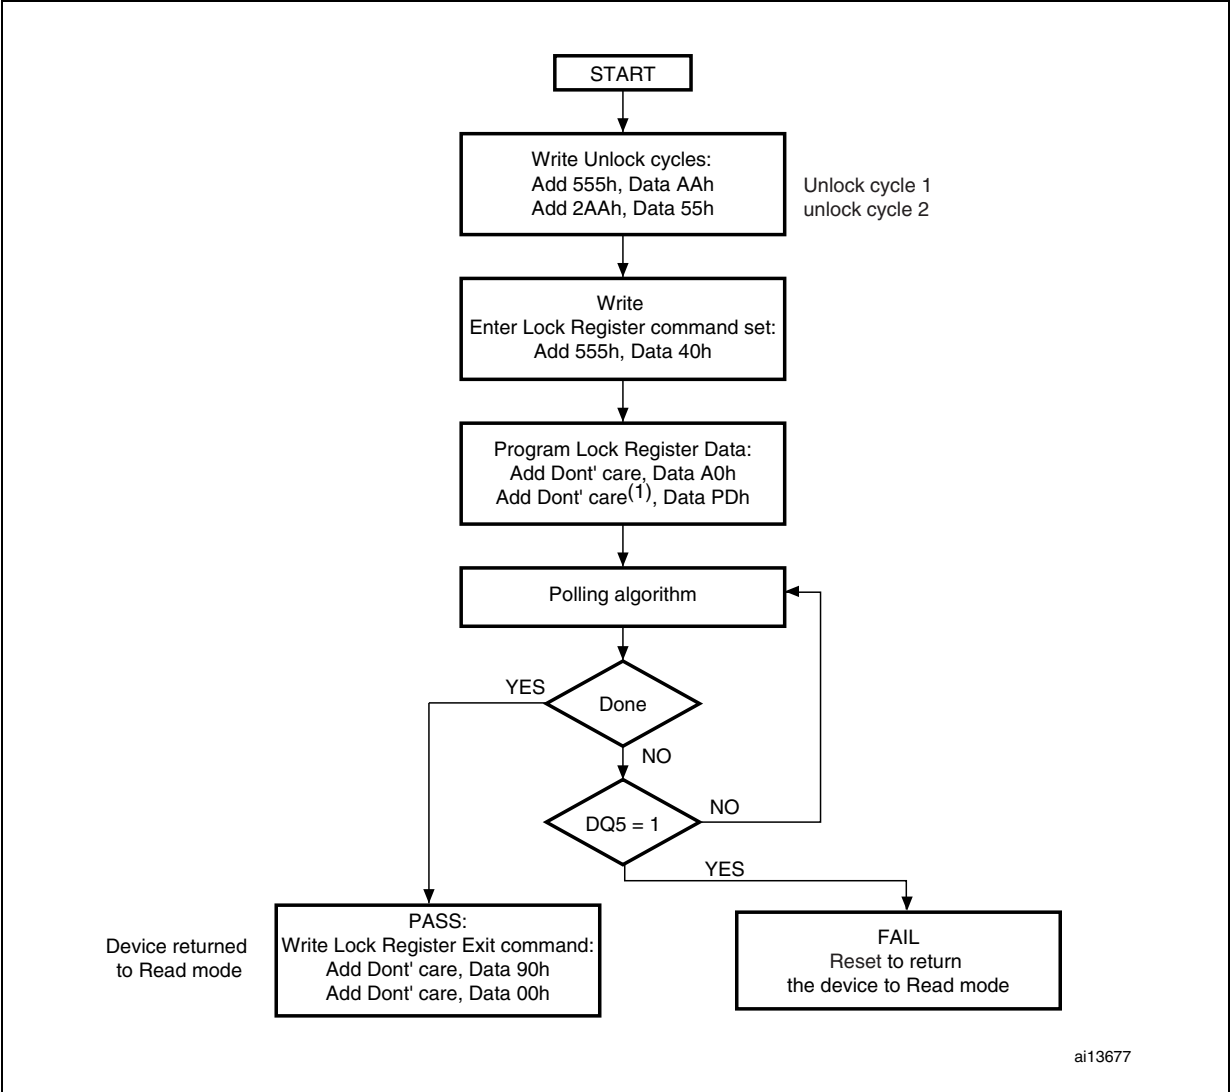 START
Write Unlock cycles:
Add 555h, Data AAh
Add 2AAh, Data 55h
Unlock cycle 1
unlock cycle 2
Write
Enter Lock Register command set:
Add 555h, Data 40h
Program Lock Register Data:
Add Dont' care, Data A0h
Add Dont' care(1), Data PDh
Polling algorithm
YES
Done
NO
DQ5 = 1
NO
YES
Device returned
to Read mode
PASS:
Write Lock Register Exit command:
Add Dont' care, Data 90h
Add Dont' care, Data 00h
FAIL
Reset to return
the device to Read mode
ai13677